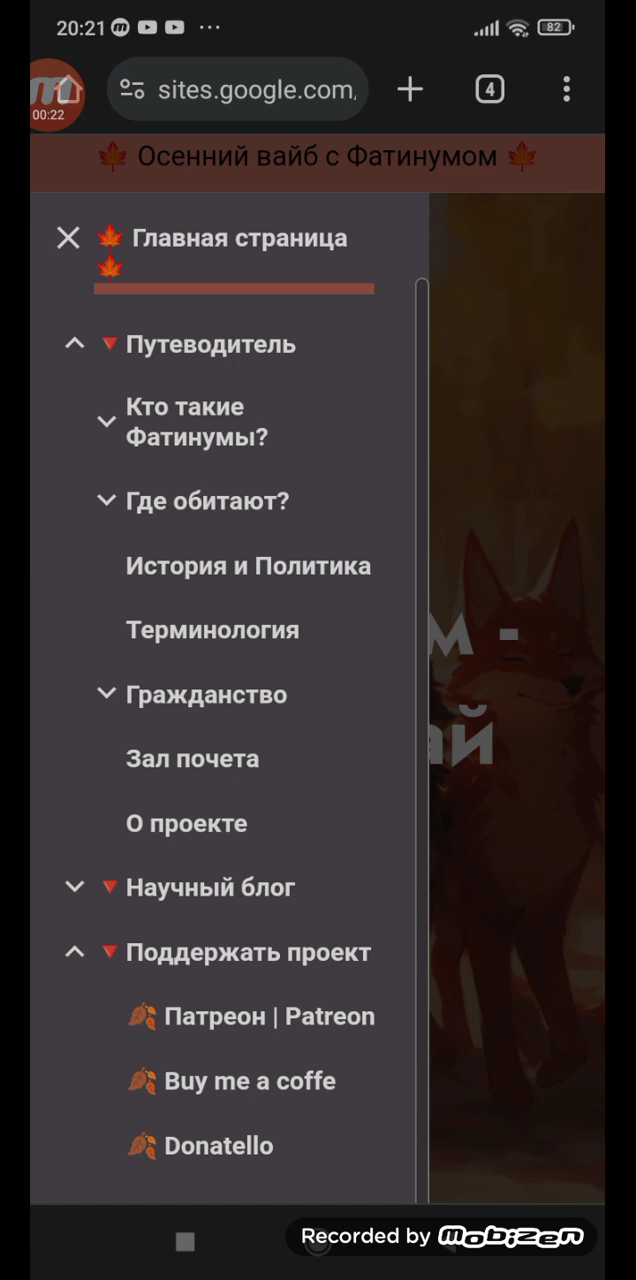 20:21
82
00:22
sites.google.com
4
🍁 Осенний вайб с Фатинумом 🍁
🍁 Главная страница
🍁
🔻 Путеводитель
Кто такие
Фатинумы?
Где обитают?
История и Политика
м -
Терминология
Гражданство
ай
Зал почета
О проекте
🔻 Научный блог
🔻 Поддержать проект
🍂 Патреон | Patreon
🍂 Buy me a coffe
🍂 Donatello
Recorded by mobizen